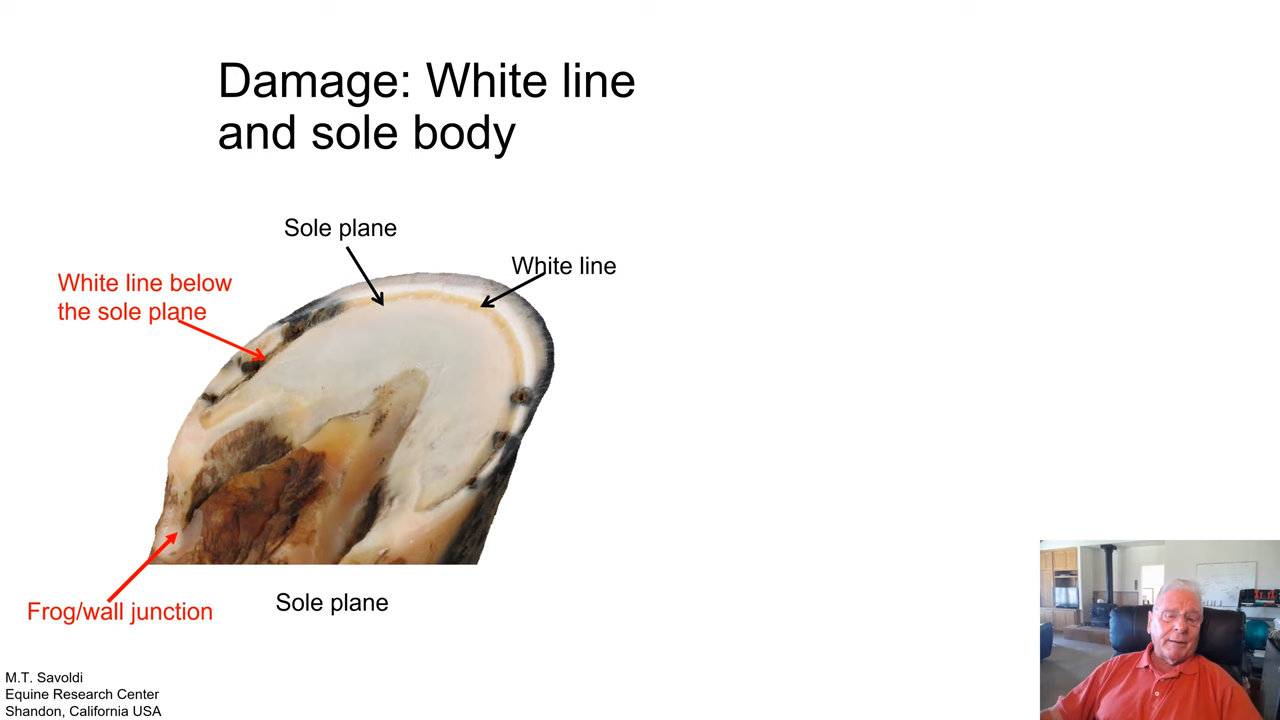 Damage: White line
and sole body
Sole plane
White line
White line below
the sole plane
Frog/wall junction
Sole plane
M.T. Savoldi
Equine Research Center
Shandon, California USA